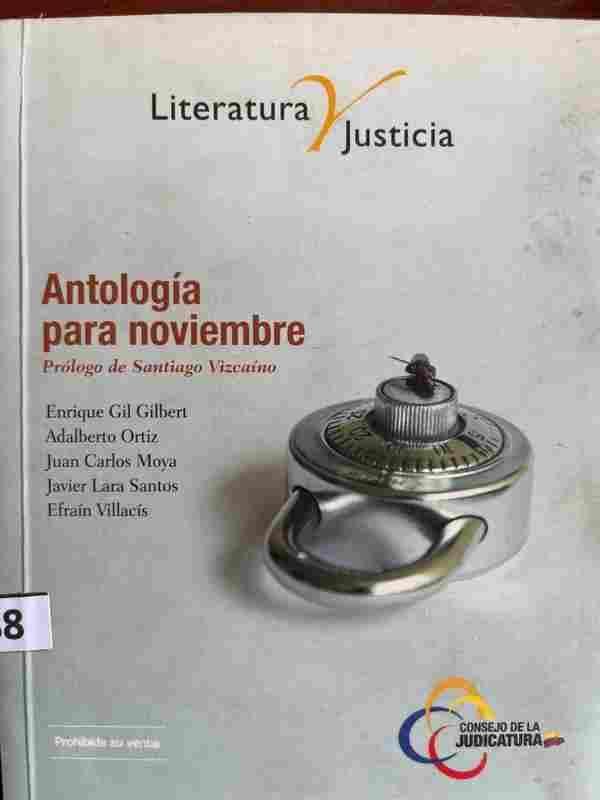 Literatura
Y
Justicia
Antología
para noviembre
Prólogo de Santiago Vizcaíno
Enrique Gil Gilbert
Adalberto Ortiz
Juan Carlos Moya
Javier Lara Santos
Efraín Villacís
8
Prohibida su venta
CONSEJO DE LA
JUDICATURA